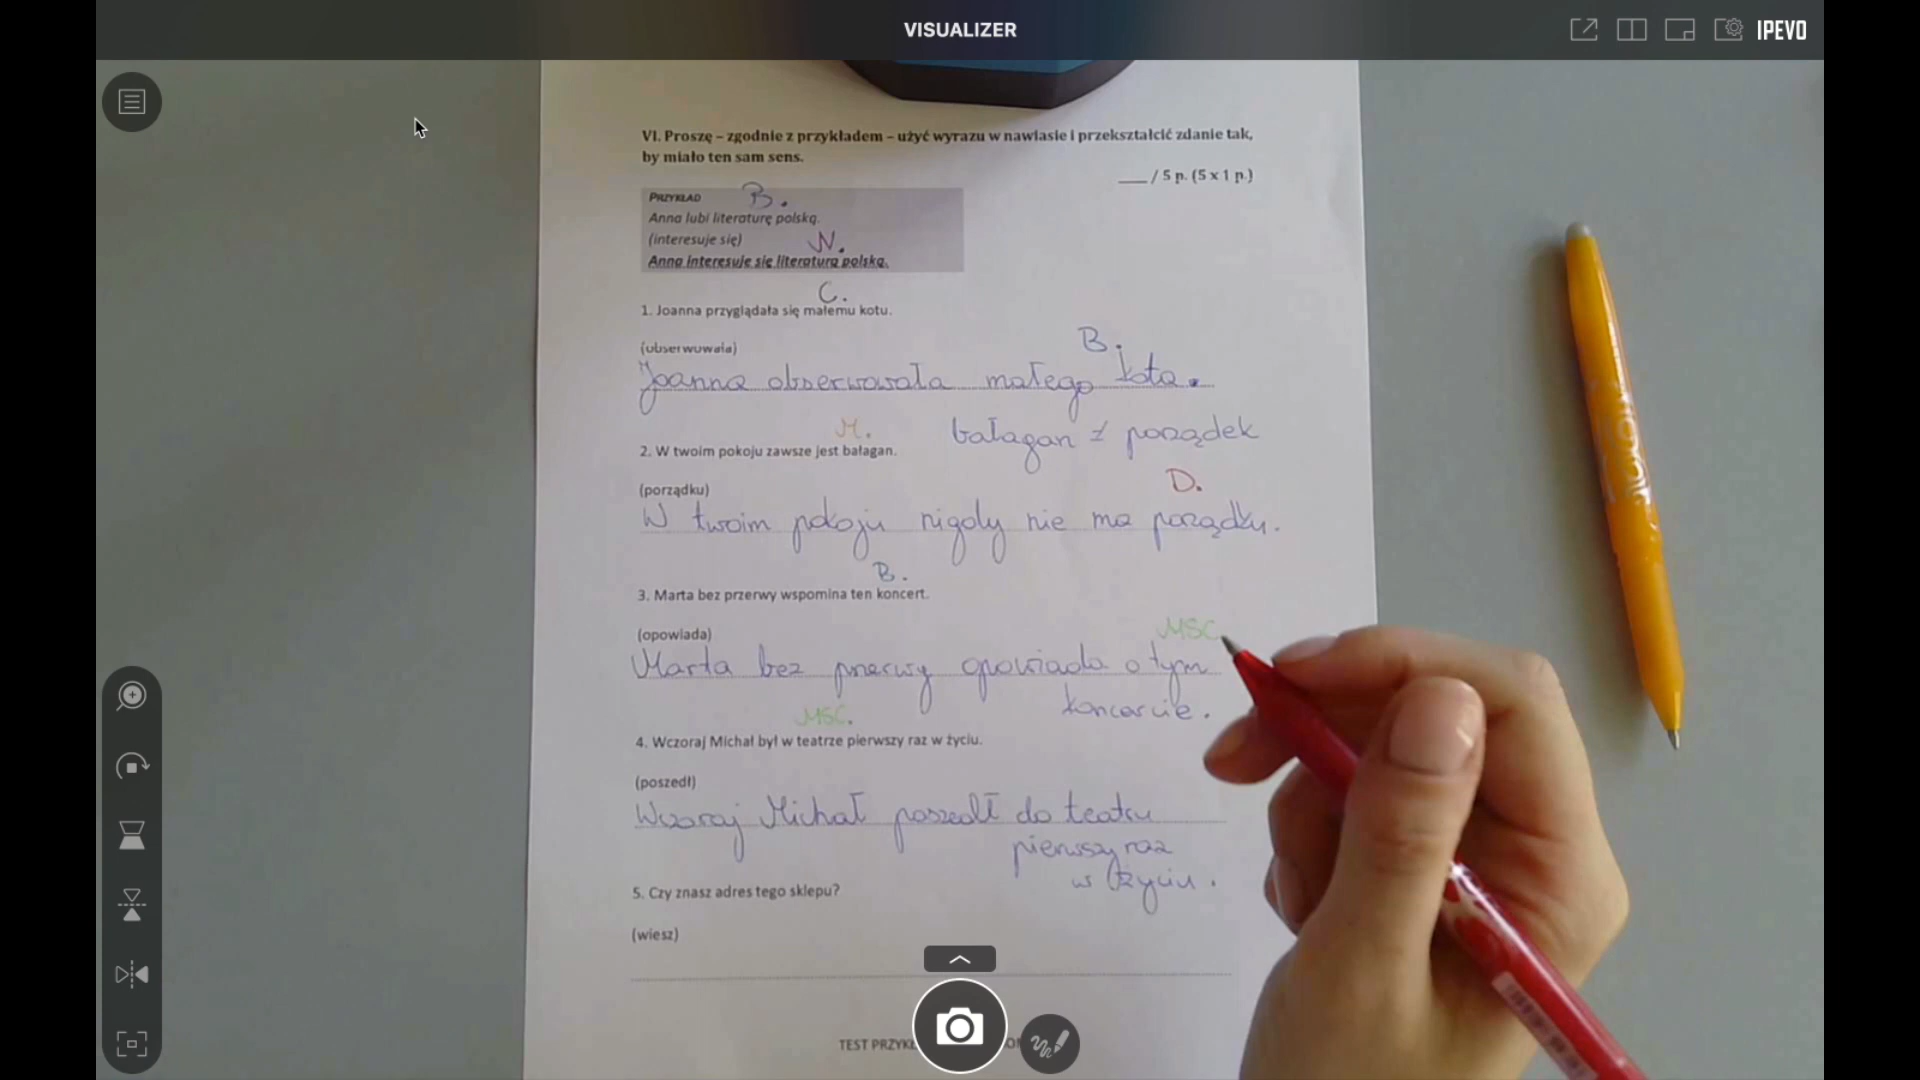 VISUALIZER
IPEVO
VI. Proszę – zgodnie z przykładem – użyć wyrazu w nawiasie i przekształcić zdanie tak,
by miało ten sam sens.
___ / 5 p. (5 x 1 p.)
PRZYKŁAD B.
Anna lubi literaturę polską.
(interesuje się) N.
Anna interesuje się literaturą polską.
C.
1. Joanna przyglądała się małemu kotu.
(obserwowała) B.
Joanna obserwowała małego kota.
M. bałagan ≠ porządek
2. W twoim pokoju zawsze jest bałagan.
(porządku) D.
W twoim pokoju nigdy nie ma porządku.
B.
3. Marta bez przerwy wspomina ten koncert.
(opowiada) MSC
Marta bez przerwy opowiada o tym
koncercie.
MSC.
4. Wczoraj Michał był w teatrze pierwszy raz w życiu.
(poszedł)
Wczoraj Michał poszedł do teatru
pierwszy raz
w życiu.
5. Czy znasz adres tego sklepu?
(wiesz)
TEST